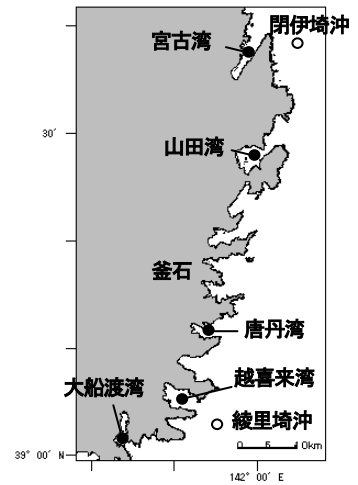 閉伊埼沖
宮古湾
30′
山田湾
釜石
唐丹湾
越喜来湾
大船渡湾
綾里埼沖
0 5 10km
39° 00′ N
142° 00′ E